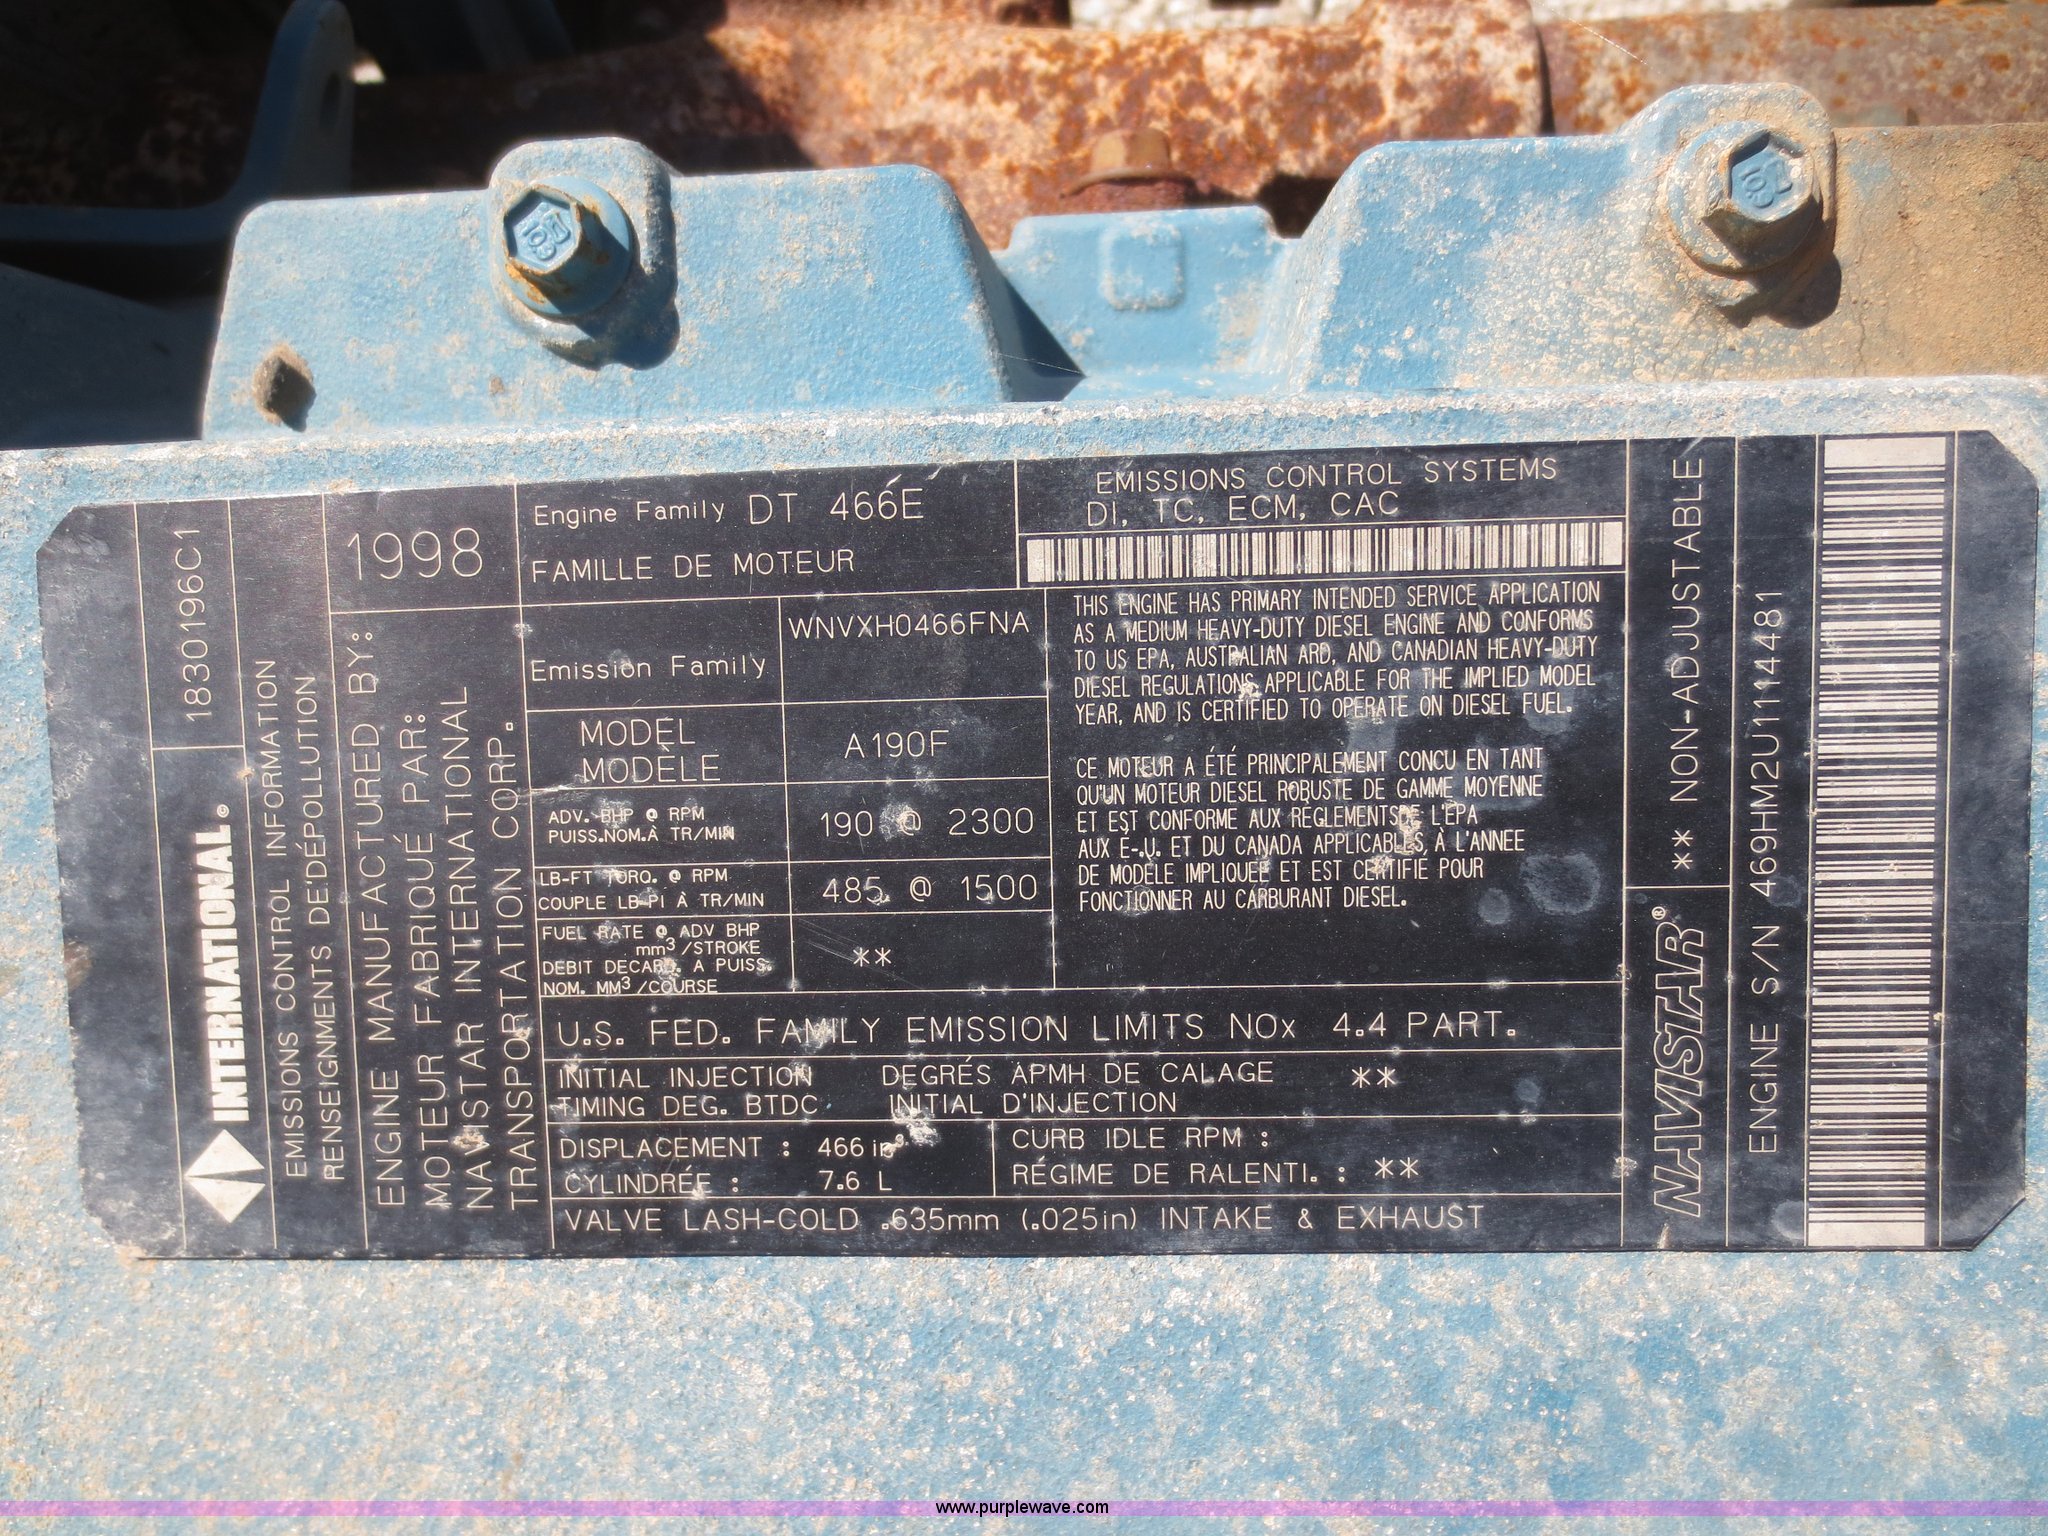 1830196C1
INTERNATIONAL®
EMISSIONS CONTROL INFORMATION
RENSEIGNMENTS DE'DÉPOLLUTION
1998
ENGINE MANUFACTURED BY:
MOTEUR FABRIQUÉ PAR:
NAVISTAR INTERNATIONAL
TRANSPORTATION CORP.
Engine Family DT 466E
FAMILLE DE MOTEUR
EMISSIONS CONTROL SYSTEMS
DI, TC, ECM, CAC
Emission Family WNVXH0466FNA
MODEL
MODÈLE
A190F
ADV. BHP @ RPM
PUISS.NOM.À TR/MIN
190 @ 2300
LB-FT TORQ. @ RPM
COUPLE LB-PI À TR/MIN
485 @ 1500
FUEL RATE @ ADV BHP
mm³/STROKE
DEBIT DECARB. A PUISS.
NOM. MM³/COURSE
**
THIS ENGINE HAS PRIMARY INTENDED SERVICE APPLICATION
AS A MEDIUM HEAVY-DUTY DIESEL ENGINE AND CONFORMS
TO US EPA, AUSTRALIAN ARD, AND CANADIAN HEAVY-DUTY
DIESEL REGULATIONS APPLICABLE FOR THE IMPLIED MODEL
YEAR, AND IS CERTIFIED TO OPERATE ON DIESEL FUEL.
CE MOTEUR A ÉTÉ PRINCIPALEMENT CONCU EN TANT
QU'UN MOTEUR DIESEL ROBUSTE DE GAMME MOYENNE
ET EST CONFORME AUX RÈGLEMENTSDE L'EPA
AUX É-.U. ET DU CANADA APPLICABLES, À L'ANNEE
DE MODÈLE IMPLIQUÉE ET EST CERTIFIÉ POUR
FONCTIONNER AU CARBURANT DIESEL.
U.S. FED. FAMILY EMISSION LIMITS NOx 4.4 PART.
INITIAL INJECTION DEGRÉS APMH DE CALAGE **
TIMING DEG. BTDC INITIAL D'INJECTION
DISPLACEMENT : 466 in³
CYLINDRÉE : 7.6 L
CURB IDLE RPM :
RÉGIME DE RALENTI. : **
VALVE LASH-COLD .635mm (.025in) INTAKE & EXHAUST
** NON-ADJUSTABLE
NAVISTAR®
ENGINE S/N 469HM2U1114481
www.purplewave.com